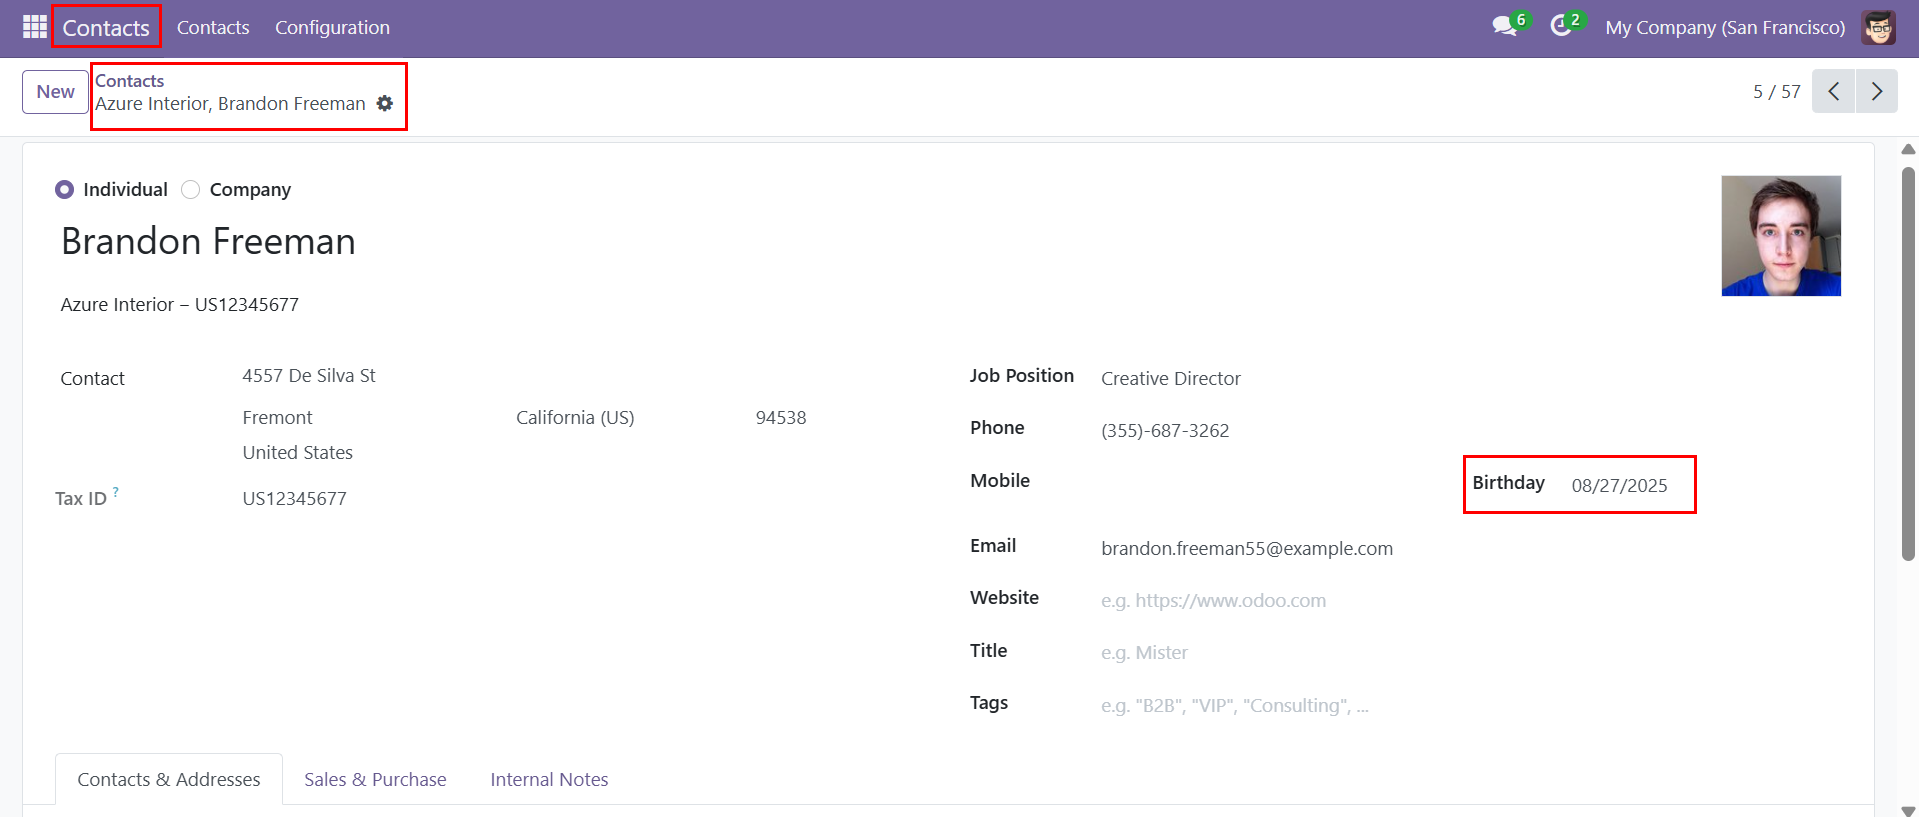 Contacts Contacts Configuration 6 2 My Company (San Francisco)
New Contacts 5 / 57
Azure Interior, Brandon Freeman
Individual Company
Brandon Freeman
Azure Interior – US12345677
Contact 4557 De Silva St
Fremont California (US) 94538
United States
Tax ID ? US12345677
Job Position Creative Director
Phone (355)-687-3262
Mobile Birthday 08/27/2025
Email brandon.freeman55@example.com
Website e.g. https://www.odoo.com
Title e.g. Mister
Tags e.g. "B2B", "VIP", "Consulting", ...
Contacts & Addresses Sales & Purchase Internal Notes